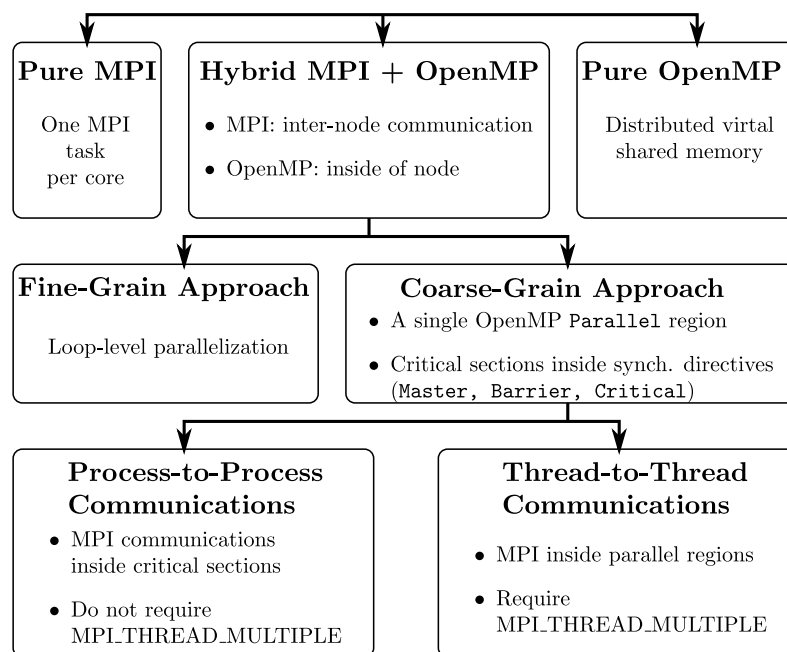 Pure MPI
One MPI
task
per core
Hybrid MPI + OpenMP
• MPI: inter-node communication
• OpenMP: inside of node
Pure OpenMP
Distributed virtal
shared memory
Fine-Grain Approach
Loop-level parallelization
Coarse-Grain Approach
• A single OpenMP Parallel region
• Critical sections inside synch. directives
(Master, Barrier, Critical)
Process-to-Process
Communications
• MPI communications
inside critical sections
• Do not require
MPI_THREAD_MULTIPLE
Thread-to-Thread
Communications
• MPI inside parallel regions
• Require
MPI_THREAD_MULTIPLE